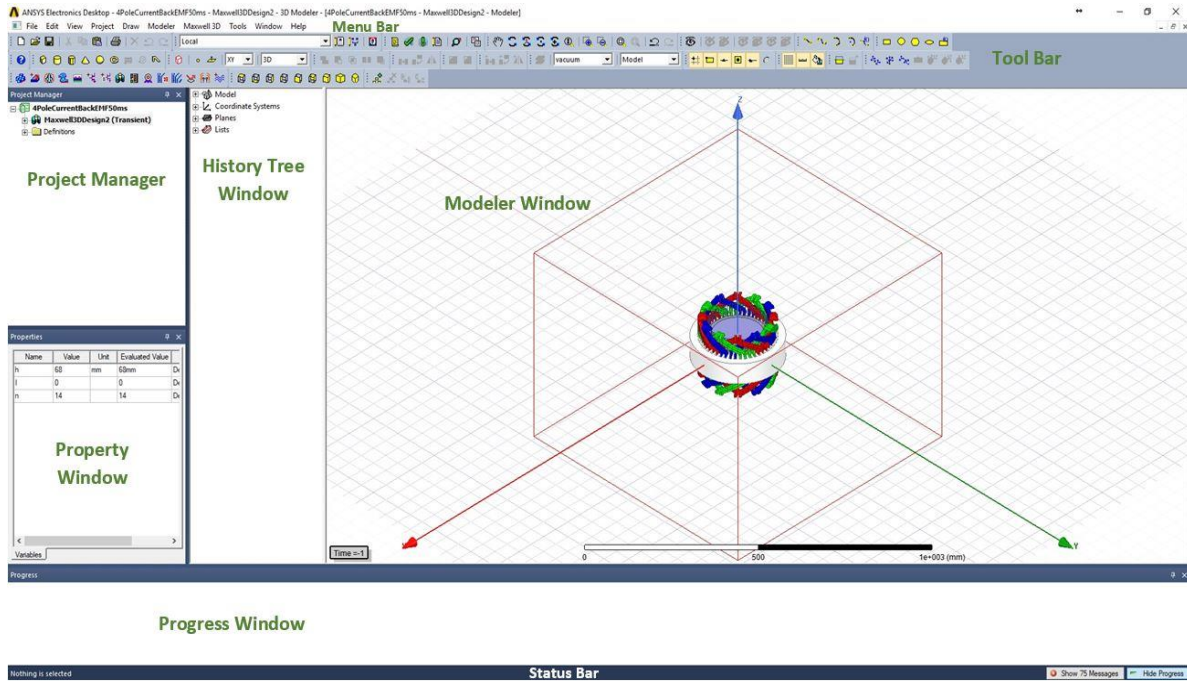 ANSYS Electronics Desktop - 4PoleCurrentBackEMF50ms - Maxwell3DDesign2 - 3D Modeler - [4PoleCurrentBackEMF50ms - Maxwell3DDesign2 - Modeler]
File Edit View Project Draw Modeler Maxwell 3D Tools Window Help
Menu Bar
Local
XY 3D vacuum Model
Tool Bar
Project Manager
4PoleCurrentBackEMF50ms
Maxwell3DDesign2 (Transient)
Definitions
Project Manager
Model
Coordinate Systems
Planes
Lists
History Tree
Window
Modeler Window
Z
Y
Time =-1
0 500 1e+003 (mm)
Properties
Name Value Unit Evaluated Value
h 68 mm 68mm De
I 0 0 De
n 14 14 De
Property
Window
Variables
Progress
Progress Window
Nothing is selected
Status Bar
Show 75 Messages
Hide Progress